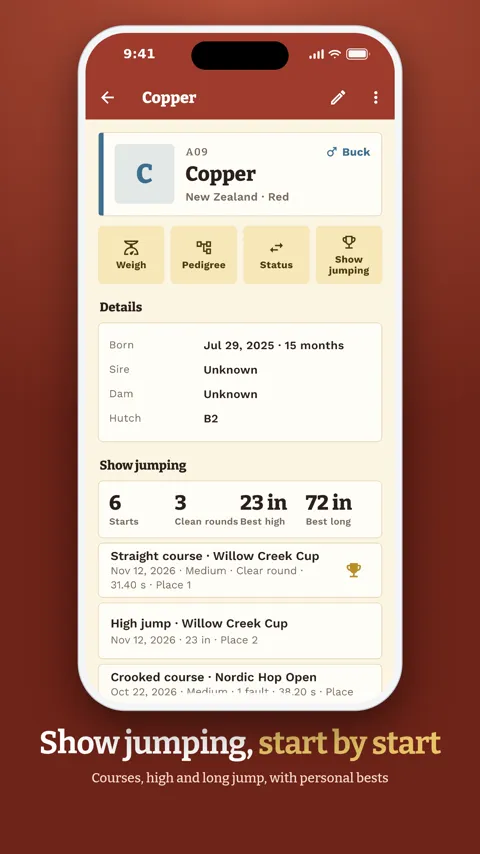 9:41
Copper
A09
Buck
Copper
New Zealand · Red
C
Weigh
Pedigree
Status
Show
jumping
Details
Born Jul 29, 2025 · 15 months
Sire Unknown
Dam Unknown
Hutch B2
Show jumping
6 3 23 in 72 in
Starts Clean rounds Best high Best long
Straight course · Willow Creek Cup
Nov 12, 2026 · Medium · Clear round ·
31.40 s · Place 1
High jump · Willow Creek Cup
Nov 12, 2026 · 23 in · Place 2
Crooked course · Nordic Hop Open
Oct 22, 2026 · Medium · 1 fault · 38.20 s · Place
Show jumping, start by start
Courses, high and long jump, with personal bests